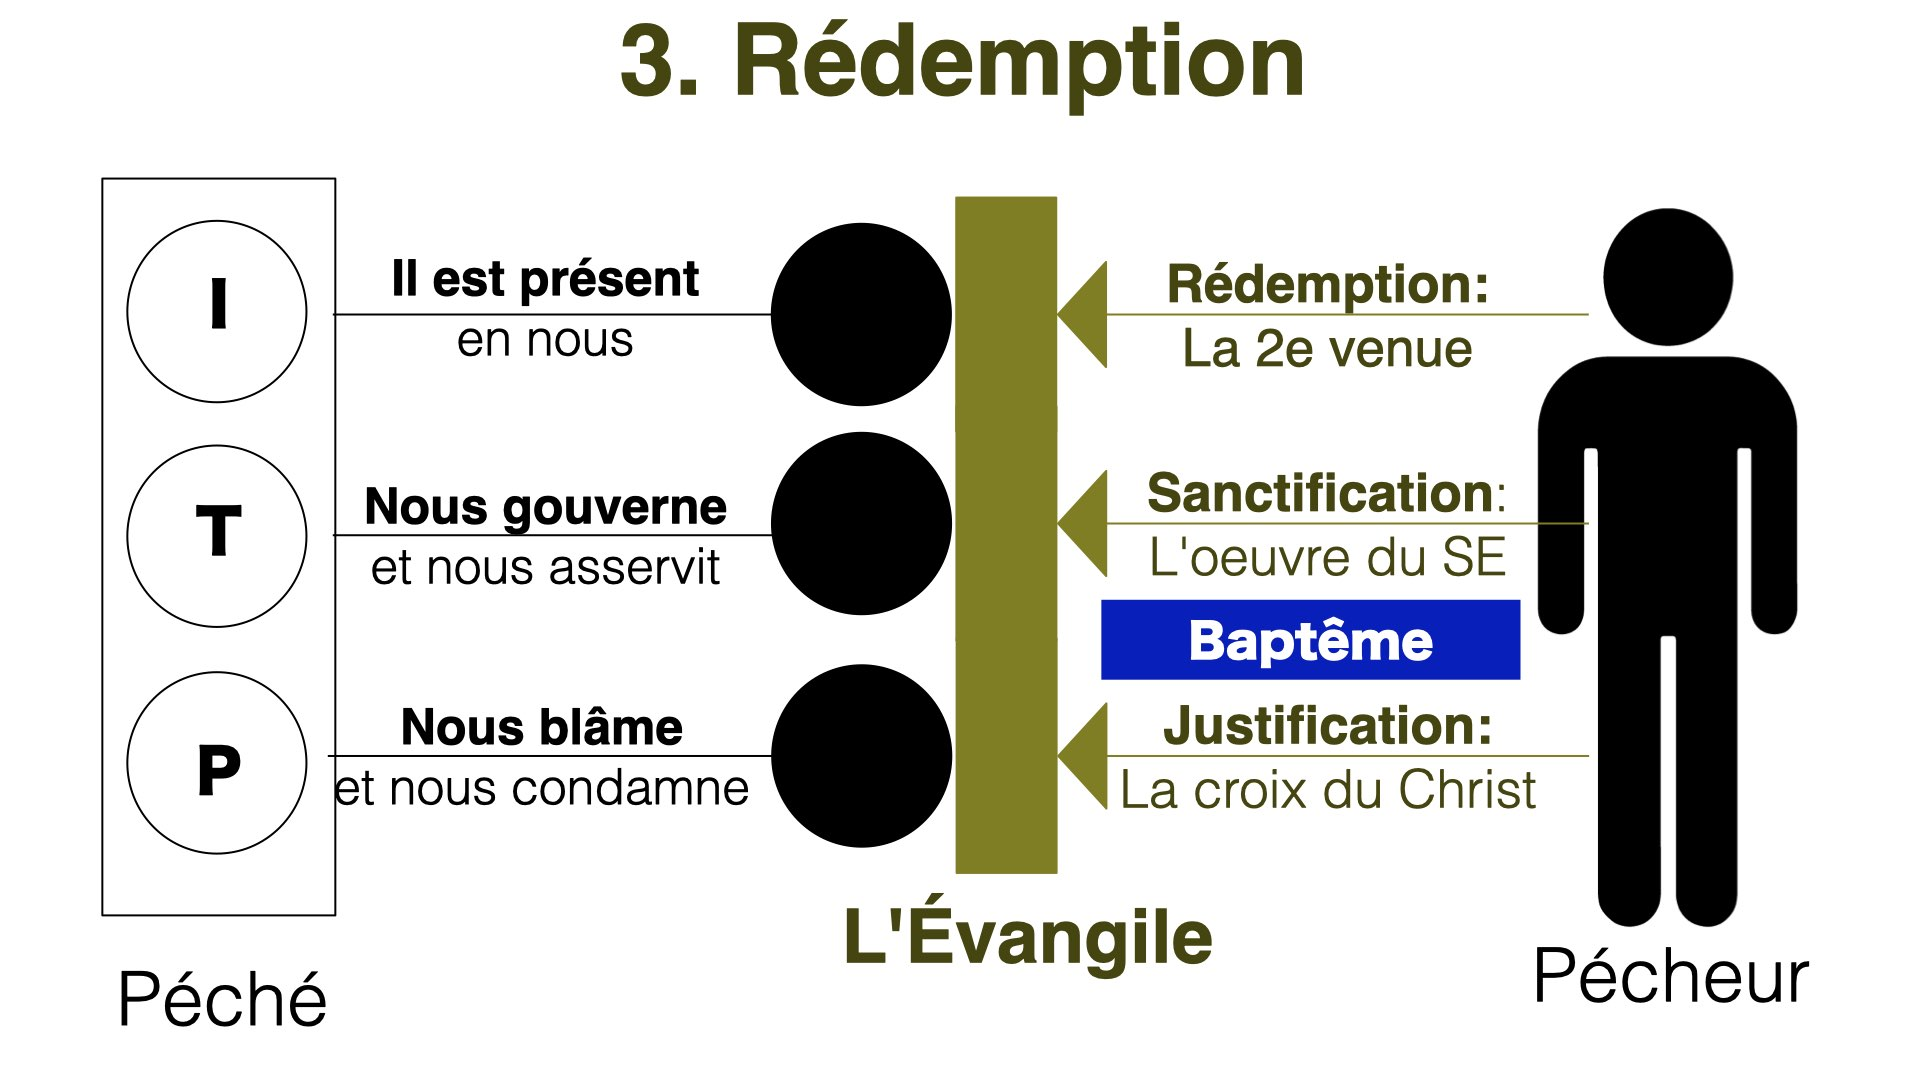 3. Rédemption
I
Il est présent
en nous
Rédemption:
La 2e venue
T
Nous gouverne
et nous asservit
Sanctification:
L'oeuvre du SE
Baptême
P
Nous blâme
et nous condamne
Justification:
La croix du Christ
L'Évangile
Péché
Pécheur